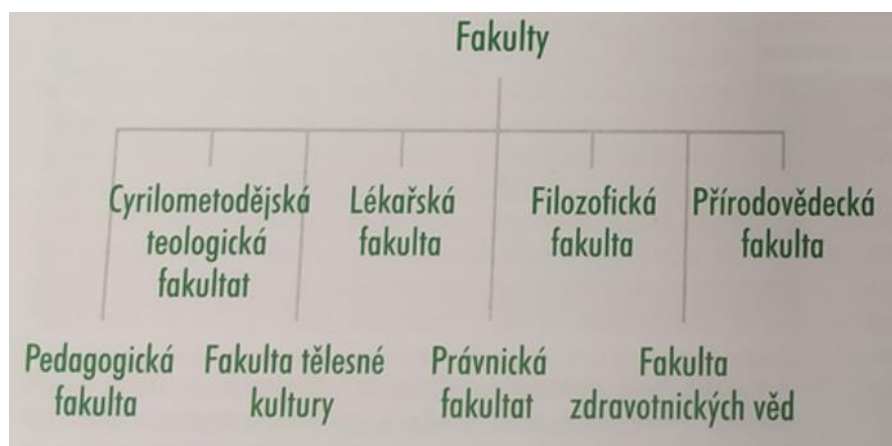 Fakulty
Cyrilometodějská
teologická
fakultat
Lékařská
fakulta
Filozofická
fakulta
Přírodovědecká
fakulta
Pedagogická
fakulta
Fakulta tělesné
kultury
Právnická
fakultat
Fakulta
zdravotnických věd